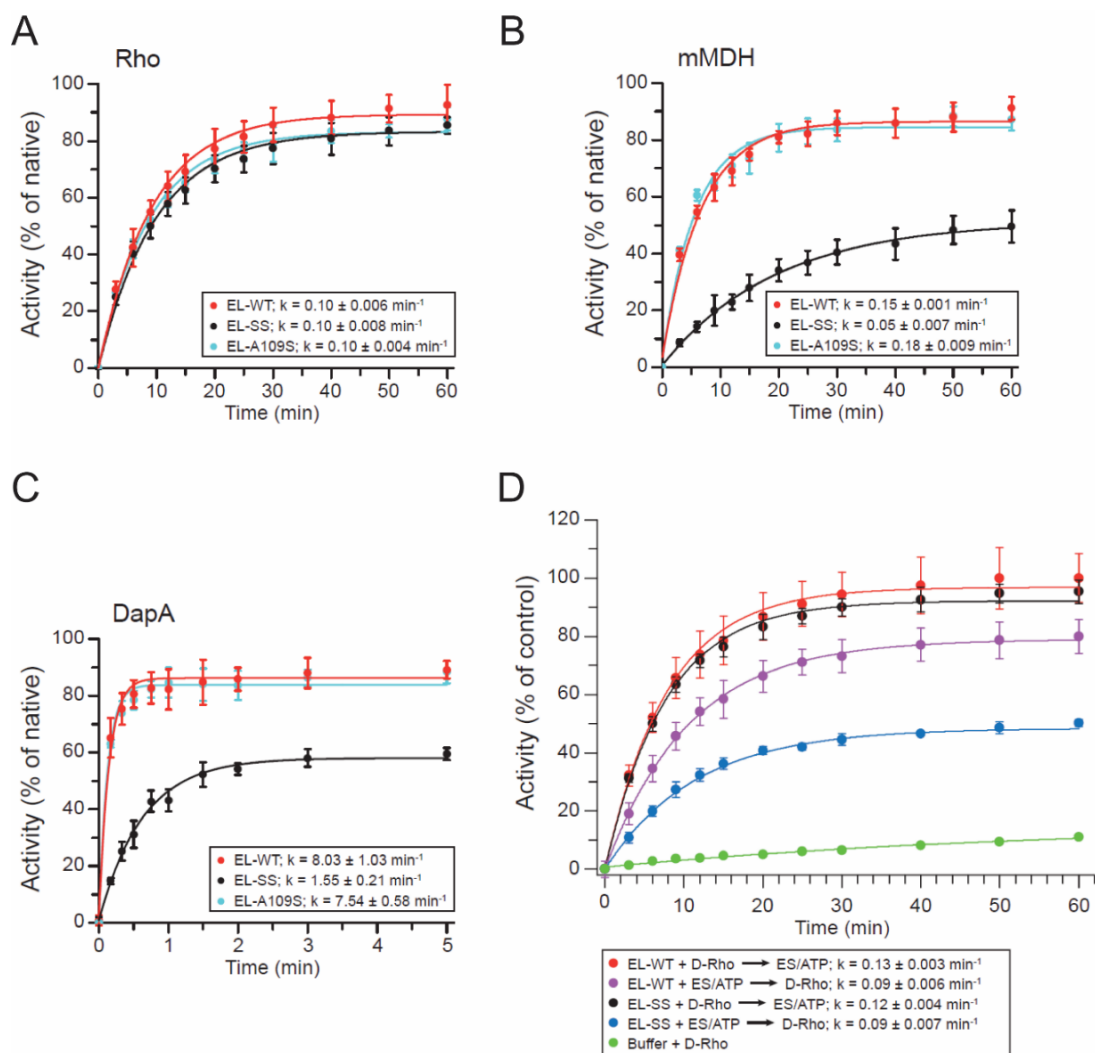 A
Rho
Activity (% of native)
100
80
60
40
20
0
0 10 20 30 40 50 60
Time (min)
EL-WT; k = 0.10 ± 0.006 min-1
EL-SS; k = 0.10 ± 0.008 min-1
EL-A109S; k = 0.10 ± 0.004 min-1
B
mMDH
Activity (% of native)
100
80
60
40
20
0
0 10 20 30 40 50 60
Time (min)
EL-WT; k = 0.15 ± 0.001 min-1
EL-SS; k = 0.05 ± 0.007 min-1
EL-A109S; k = 0.18 ± 0.009 min-1
C
DapA
Activity (% of native)
100
80
60
40
20
0
0 1 2 3 4 5
Time (min)
EL-WT; k = 8.03 ± 1.03 min-1
EL-SS; k = 1.55 ± 0.21 min-1
EL-A109S; k = 7.54 ± 0.58 min-1
D
Activity (% of control)
120
100
80
60
40
20
0
0 10 20 30 40 50 60
Time (min)
EL-WT + D-Rho → ES/ATP; k = 0.13 ± 0.003 min-1
EL-WT + ES/ATP → D-Rho; k = 0.09 ± 0.006 min-1
EL-SS + D-Rho → ES/ATP; k = 0.12 ± 0.004 min-1
EL-SS + ES/ATP → D-Rho; k = 0.09 ± 0.007 min-1
Buffer + D-Rho